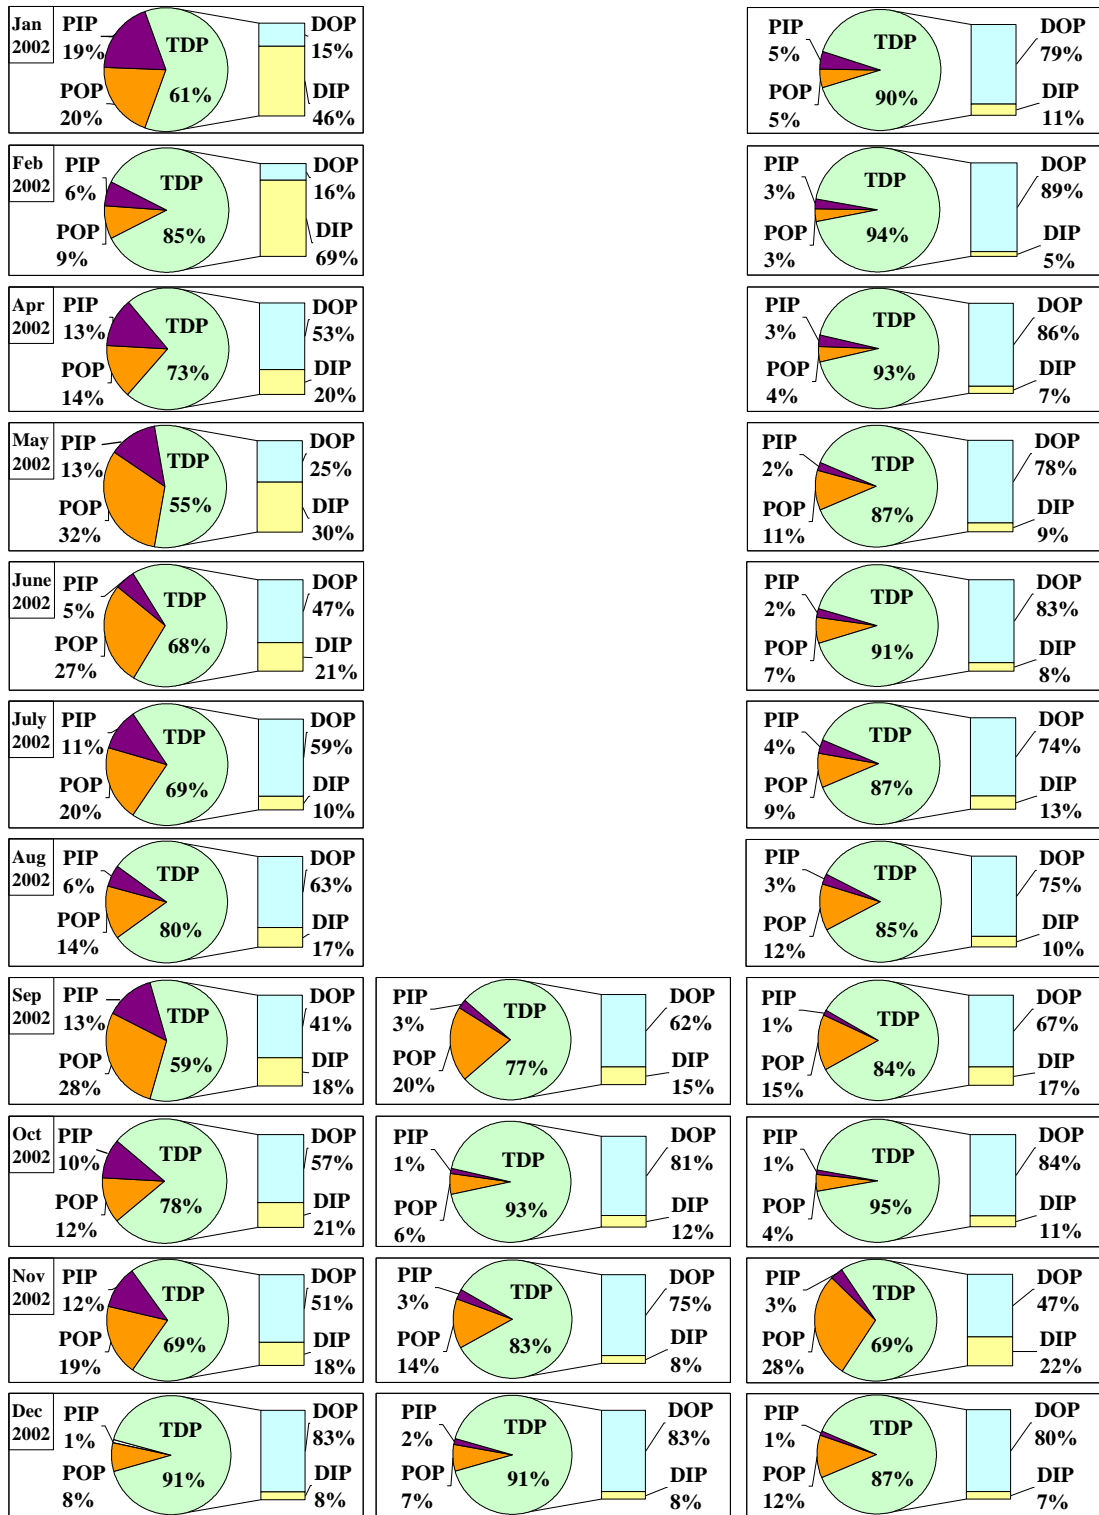 Jan
2002
PIP
19%
TDP
DOP
15%
POP
20%
61%
DIP
46%
PIP
5%
TDP
DOP
79%
POP
5%
90%
DIP
11%
Feb
2002
PIP
6%
TDP
DOP
16%
POP
9%
85%
DIP
69%
PIP
3%
TDP
DOP
89%
POP
3%
94%
DIP
5%
Apr
2002
PIP
13%
TDP
DOP
53%
POP
14%
73%
DIP
20%
PIP
3%
TDP
DOP
86%
POP
4%
93%
DIP
7%
May
2002
PIP
13%
TDP
DOP
25%
POP
32%
55%
DIP
30%
PIP
2%
TDP
DOP
78%
POP
11%
87%
DIP
9%
June
2002
PIP
5%
TDP
DOP
47%
POP
27%
68%
DIP
21%
PIP
2%
TDP
DOP
83%
POP
7%
91%
DIP
8%
July
2002
PIP
11%
TDP
DOP
59%
POP
20%
69%
DIP
10%
PIP
4%
TDP
DOP
74%
POP
9%
87%
DIP
13%
Aug
2002
PIP
6%
TDP
DOP
63%
POP
14%
80%
DIP
17%
PIP
3%
TDP
DOP
75%
POP
12%
85%
DIP
10%
Sep
2002
PIP
13%
TDP
DOP
41%
POP
28%
59%
DIP
18%
PIP
3%
TDP
DOP
62%
POP
20%
77%
DIP
15%
PIP
1%
TDP
DOP
67%
POP
15%
84%
DIP
17%
Oct
2002
PIP
10%
TDP
DOP
57%
POP
12%
78%
DIP
21%
PIP
1%
TDP
DOP
81%
POP
6%
93%
DIP
12%
PIP
1%
TDP
DOP
84%
POP
4%
95%
DIP
11%
Nov
2002
PIP
12%
TDP
DOP
51%
POP
19%
69%
DIP
18%
PIP
3%
TDP
DOP
75%
POP
14%
83%
DIP
8%
PIP
3%
TDP
DOP
47%
POP
28%
69%
DIP
22%
Dec
2002
PIP
1%
TDP
DOP
83%
POP
8%
91%
DIP
8%
PIP
2%
TDP
DOP
83%
POP
7%
91%
DIP
8%
PIP
1%
TDP
DOP
80%
POP
12%
87%
DIP
7%